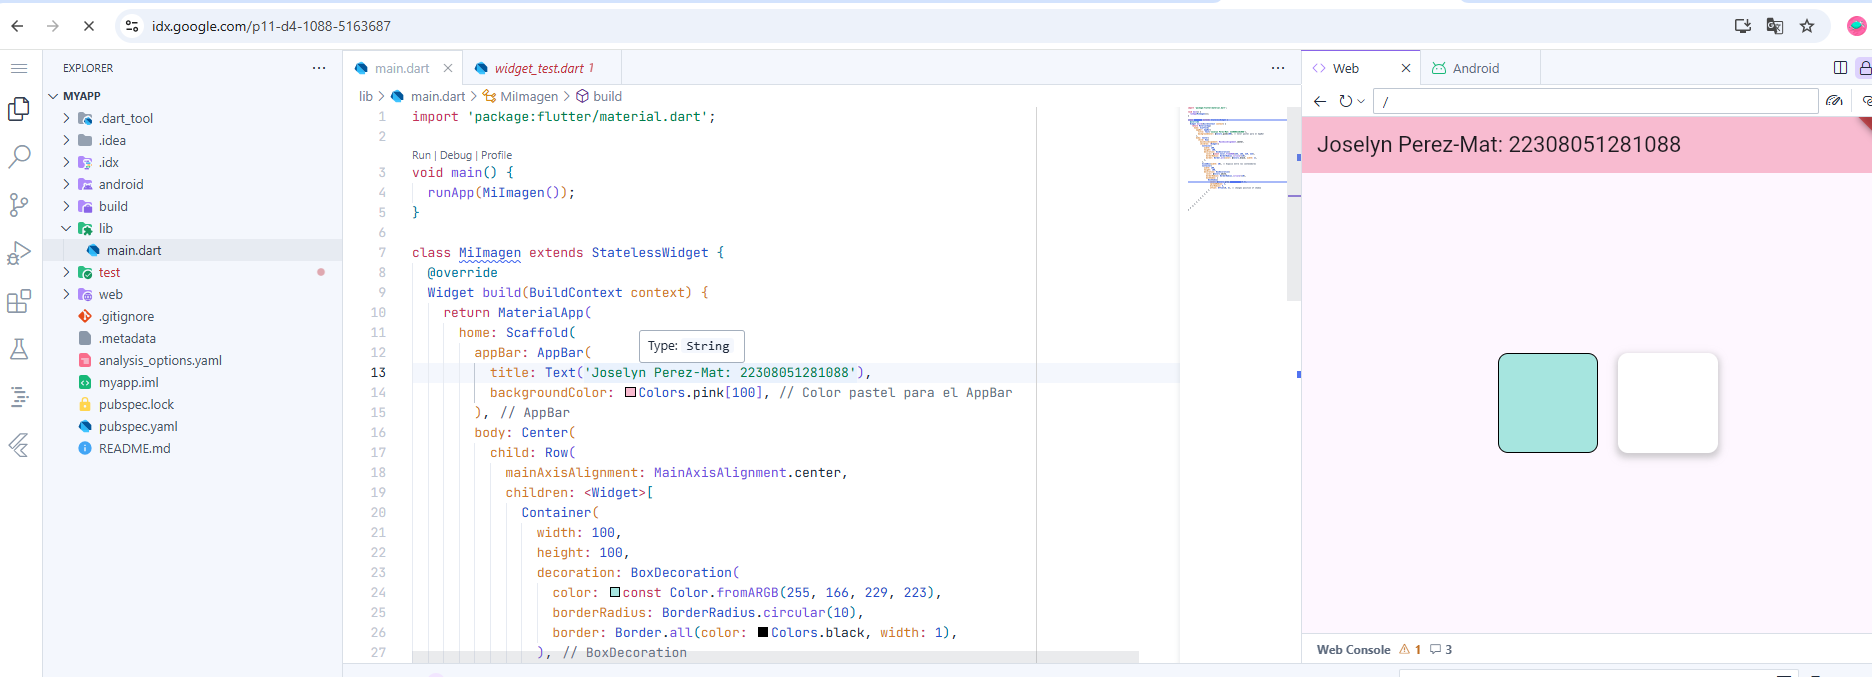 idx.google.com/p11-d4-1088-5163687
EXPLORER
MYAPP
.dart_tool
.idea
.idx
android
build
lib
main.dart
test
web
.gitignore
.metadata
analysis_options.yaml
myapp.iml
pubspec.lock
pubspec.yaml
README.md
main.dart
widget_test.dart 1
lib > main.dart > MiImagen > build
1 import 'package:flutter/material.dart';
2
Run | Debug | Profile
3 void main() {
4 runApp(MiImagen());
5 }
6
7 class MiImagen extends StatelessWidget {
8 @override
9 Widget build(BuildContext context) {
10 return MaterialApp(
11 home: Scaffold(
Type: String
12 appBar: AppBar(
13 title: Text('Joselyn Perez-Mat: 22308051281088'),
14 backgroundColor: Colors.pink[100], // Color pastel para el AppBar
15 ), // AppBar
16 body: Center(
17 child: Row(
18 mainAxisAlignment: MainAxisAlignment.center,
19 children: <Widget>[
20 Container(
21 width: 100,
22 height: 100,
23 decoration: BoxDecoration(
24 color: const Color.fromARGB(255, 166, 229, 223),
25 borderRadius: BorderRadius.circular(10),
26 border: Border.all(color: Colors.black, width: 1),
27 ), // BoxDecoration
Web
Android
/
Joselyn Perez-Mat: 22308051281088
Web Console 1 3